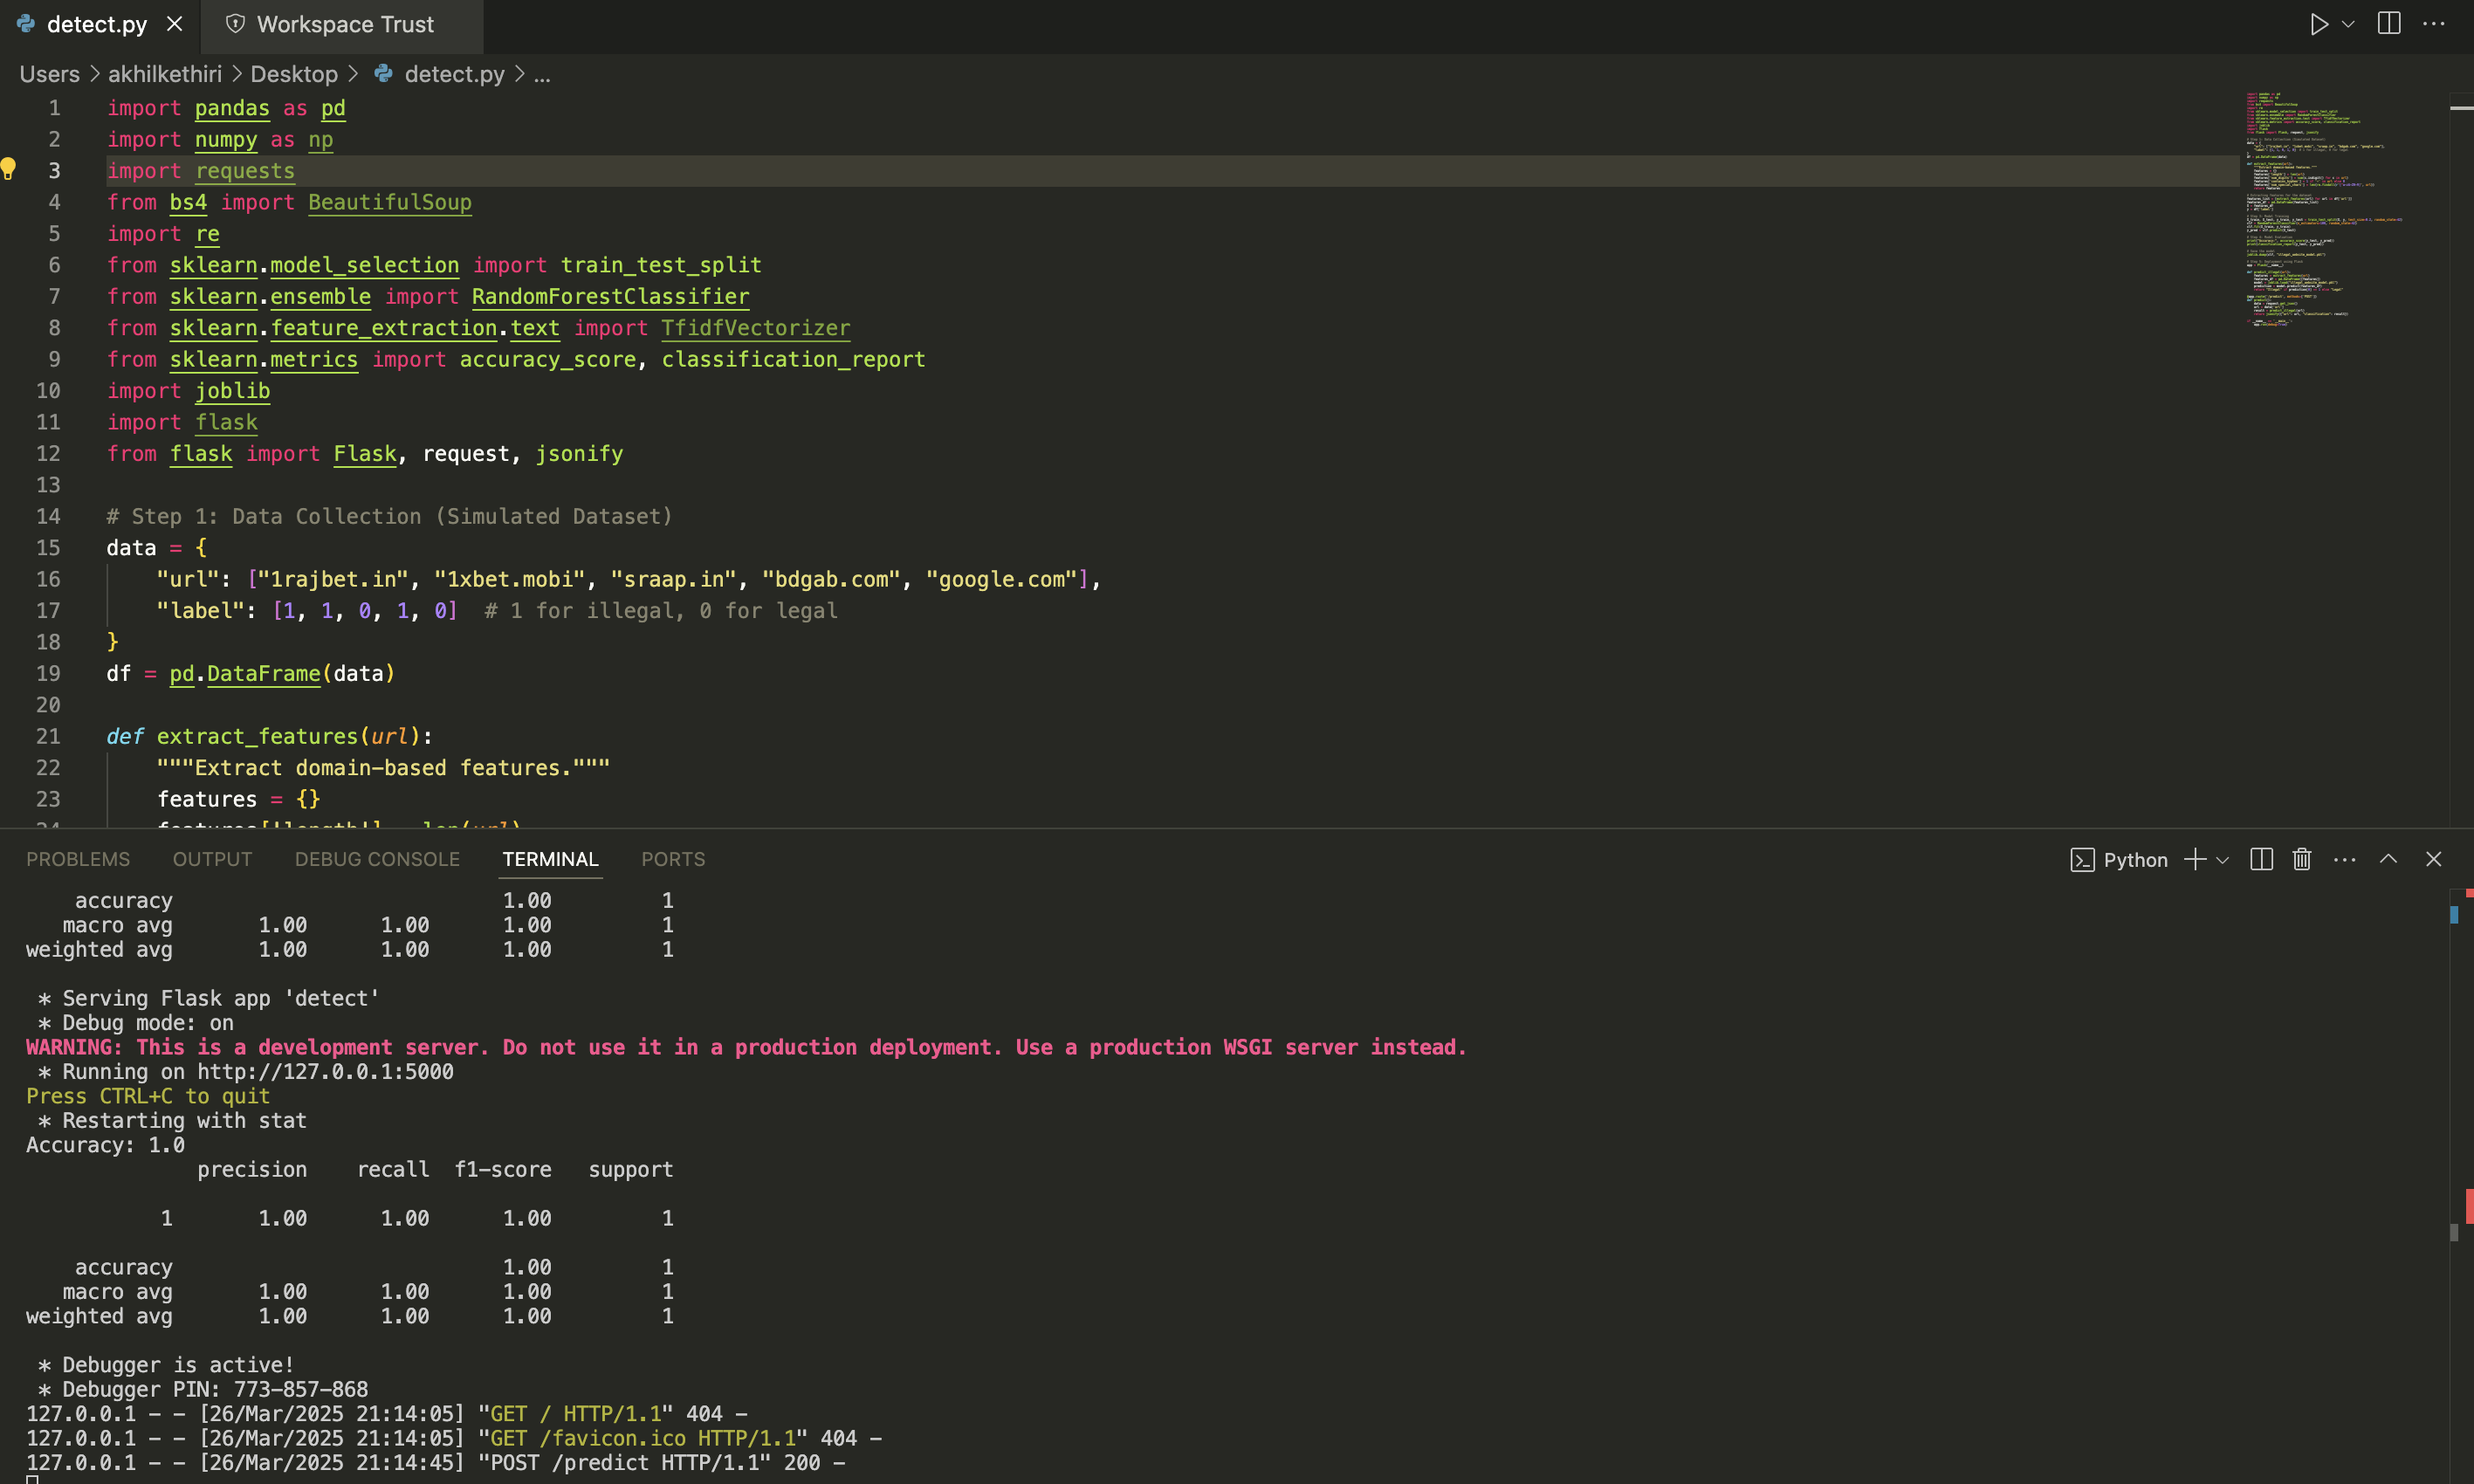 detect.py
Workspace Trust
Users > akhilkethiri > Desktop > detect.py > ...
1 import pandas as pd
2 import numpy as np
3 import requests
4 from bs4 import BeautifulSoup
5 import re
6 from sklearn.model_selection import train_test_split
7 from sklearn.ensemble import RandomForestClassifier
8 from sklearn.feature_extraction.text import TfidfVectorizer
9 from sklearn.metrics import accuracy_score, classification_report
10 import joblib
11 import flask
12 from flask import Flask, request, jsonify
13
14 # Step 1: Data Collection (Simulated Dataset)
15 data = {
16     "url": ["1rajbet.in", "1xbet.mobi", "sraap.in", "bdgab.com", "google.com"],
17     "label": [1, 1, 0, 1, 0]  # 1 for illegal, 0 for legal
18 }
19 df = pd.DataFrame(data)
20
21 def extract_features(url):
22     """Extract domain-based features."""
23     features = {}
24     features['length'] = len(url)
PROBLEMS OUTPUT DEBUG CONSOLE TERMINAL PORTS Python
accuracy 1.00 1
macro avg 1.00 1.00 1.00 1
weighted avg 1.00 1.00 1.00 1
* Serving Flask app 'detect'
* Debug mode: on
WARNING: This is a development server. Do not use it in a production deployment. Use a production WSGI server instead.
* Running on http://127.0.0.1:5000
Press CTRL+C to quit
* Restarting with stat
Accuracy: 1.0
precision recall f1-score support
1 1.00 1.00 1.00 1
accuracy 1.00 1
macro avg 1.00 1.00 1.00 1
weighted avg 1.00 1.00 1.00 1
* Debugger is active!
* Debugger PIN: 773-857-868
127.0.0.1 - - [26/Mar/2025 21:14:05] "GET / HTTP/1.1" 404 -
127.0.0.1 - - [26/Mar/2025 21:14:05] "GET /favicon.ico HTTP/1.1" 404 -
127.0.0.1 - - [26/Mar/2025 21:14:45] "POST /predict HTTP/1.1" 200 -